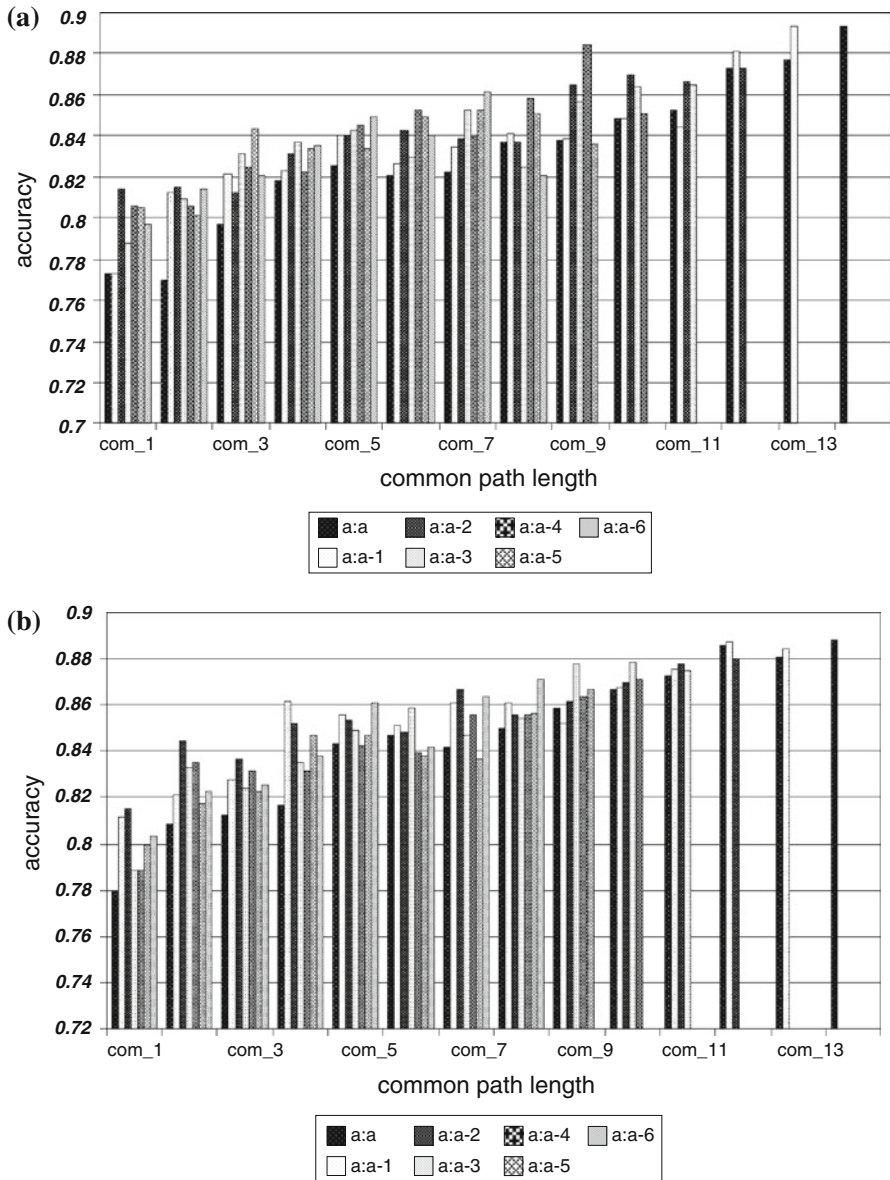 (a)
0.9
0.88
0.86
0.84
0.82
0.8
0.78
0.76
0.74
0.72
0.7
accuracy
com_1 com_3 com_5 com_7 com_9 com_11 com_13
common path length
a:a a:a-2 a:a-4 a:a-6
a:a-1 a:a-3 a:a-5
(b)
0.9
0.88
0.86
0.84
0.82
0.8
0.78
0.76
0.74
0.72
accuracy
com_1 com_3 com_5 com_7 com_9 com_11 com_13
common path length
a:a a:a-2 a:a-4 a:a-6
a:a-1 a:a-3 a:a-5